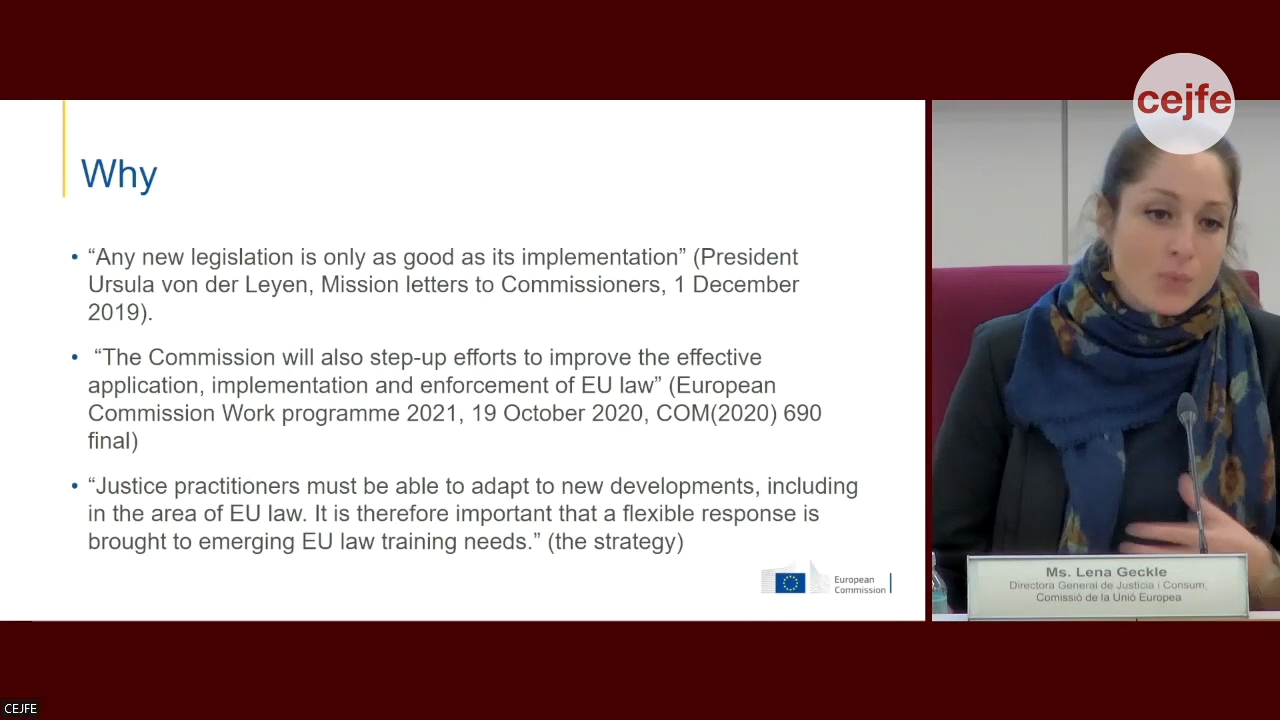 cejfe
Why
• “Any new legislation is only as good as its implementation” (President
Ursula von der Leyen, Mission letters to Commissioners, 1 December
2019).
• “The Commission will also step-up efforts to improve the effective
application, implementation and enforcement of EU law” (European
Commission Work programme 2021, 19 October 2020, COM(2020) 690
final)
• “Justice practitioners must be able to adapt to new developments, including
in the area of EU law. It is therefore important that a flexible response is
brought to emerging EU law training needs.” (the strategy)
European
Commission
Ms. Lena Geckle
Directora General de Justicia i Consum,
Comissió de la Unió Europea
CEJFE